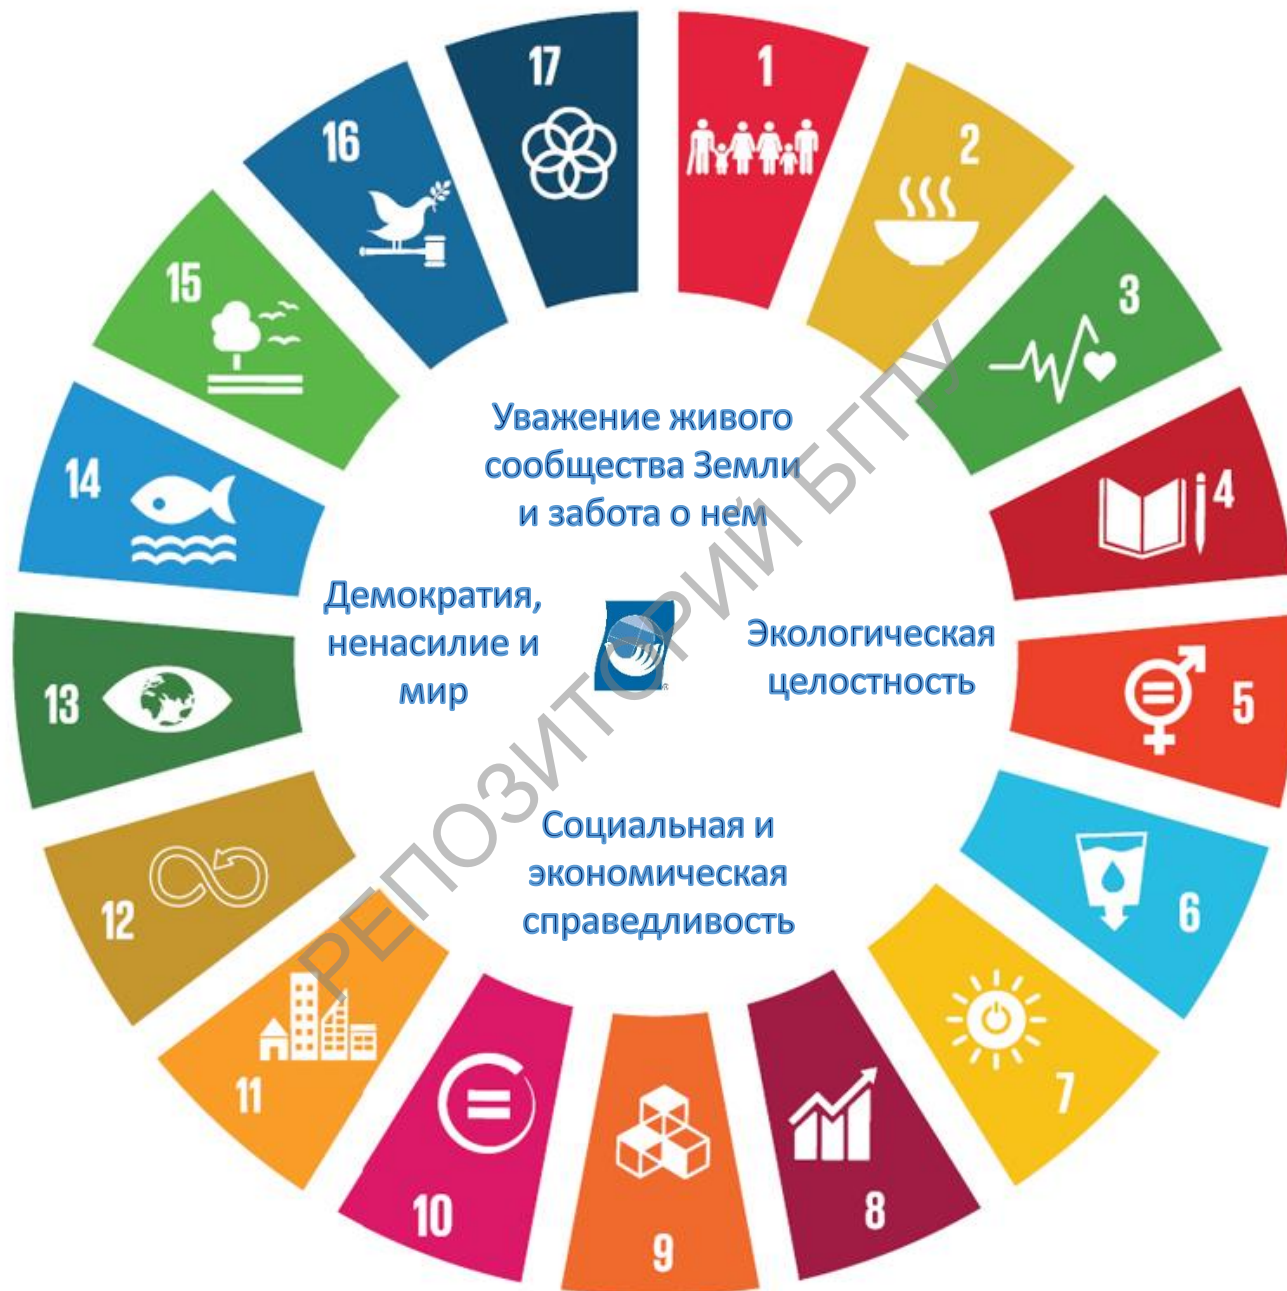 1
2
3
4
5
6
7
8
9
10
11
12
13
14
15
16
17
Уважение живого
сообщества Земли
и забота о нем
Демократия,
ненасилие и
мир
Экологическая
целостность
Социальная и
экономическая
справедливость
РЕПОЗИТОРИЙ БГПУ